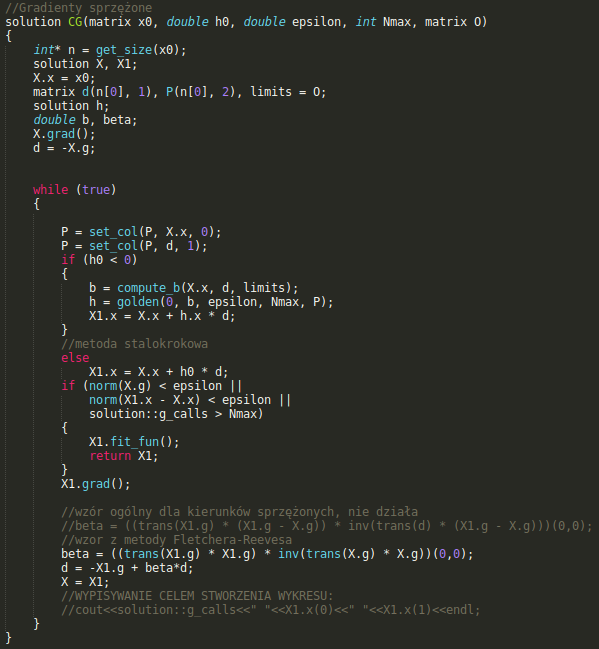 //Gradienty sprzężone
solution CG(matrix x0, double h0, double epsilon, int Nmax, matrix O)
{
    int* n = get_size(x0);
    solution X, X1;
    X.x = x0;
    matrix d(n[0], 1), P(n[0], 2), limits = O;
    solution h;
    double b, beta;
    X.grad();
    d = -X.g;

    while (true)
    {

        P = set_col(P, X.x, 0);
        P = set_col(P, d, 1);
        if (h0 < 0)
        {
            b = compute_b(X.x, d, limits);
            h = golden(0, b, epsilon, Nmax, P);
            X1.x = X.x + h.x * d;
        }
        //metoda stalokrokowa
        else
            X1.x = X.x + h0 * d;
        if (norm(X.g) < epsilon ||
            norm(X1.x - X.x) < epsilon ||
            solution::g_calls > Nmax)
        {
            X1.fit_fun();
            return X1;
        }
        X1.grad();

        //wzór ogólny dla kierunków sprzężonych, nie działa
        //beta = ((trans(X1.g) * (X1.g - X.g)) * inv(trans(d) * (X1.g - X.g)))(0,0);
        //wzor z metody Fletchera-Reevesa
        beta = ((trans(X1.g) * X1.g) * inv(trans(X.g) * X.g))(0,0);
        d = -X1.g + beta*d;
        X = X1;
        //WYPISYWANIE CELEM STWORZENIA WYKRESU:
        //cout<<solution::g_calls<<" "<<X1.x(0)<<" "<<X1.x(1)<<endl;
    }
}